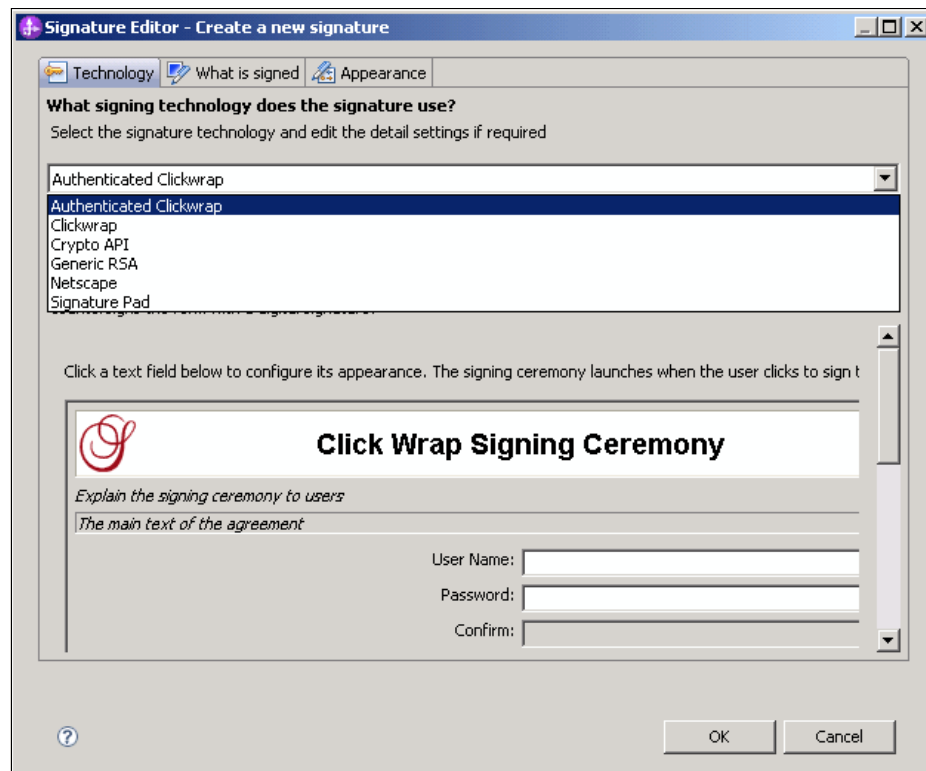 Signature Editor - Create a new signature
Technology What is signed Appearance
What signing technology does the signature use?
Select the signature technology and edit the detail settings if required
Authenticated Clickwrap
Authenticated Clickwrap
Clickwrap
Crypto API
Generic RSA
Netscape
Signature Pad
Click a text field below to configure its appearance. The signing ceremony launches when the user clicks to sign t
Click Wrap Signing Ceremony
Explain the signing ceremony to users
The main text of the agreement
User Name:
Password:
Confirm:
OK Cancel